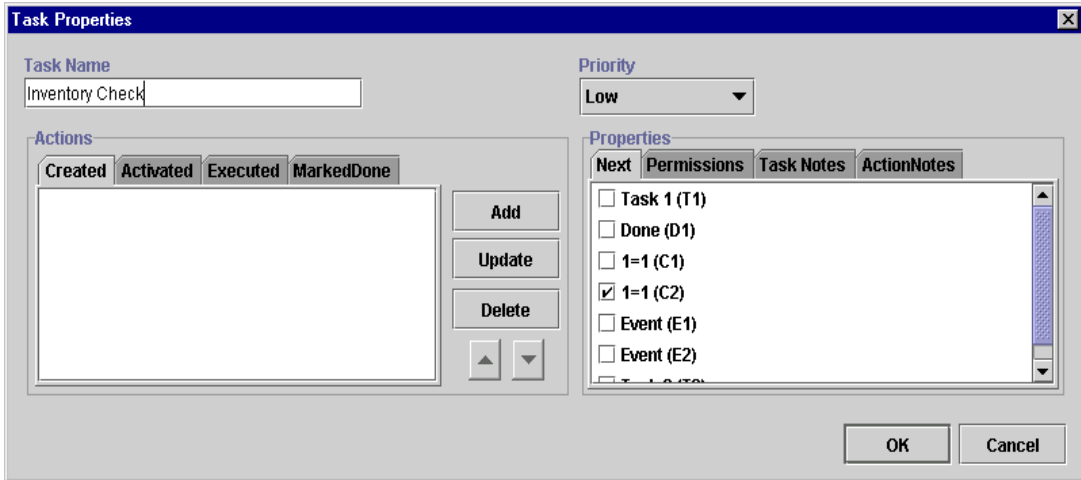 Task Properties
Task Name
Priority
Inventory Check
Low
Actions
Properties
Created Activated Executed MarkedDone
Next Permissions Task Notes ActionNotes
Task 1 (T1)
Add
Done (D1)
Update
1=1 (C1)
1=1 (C2)
Delete
Event (E1)
Event (E2)
OK Cancel